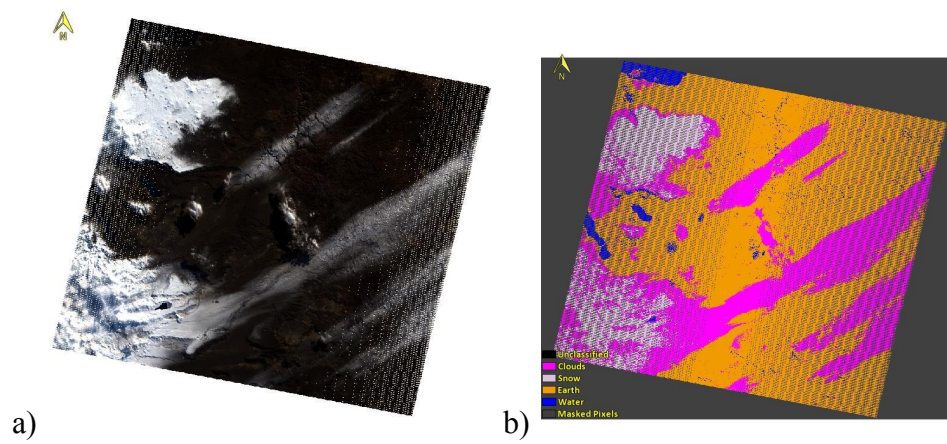 N
N
Unclassified
Clouds
Snow
Earth
Water
Masked Pixels
a)
b)